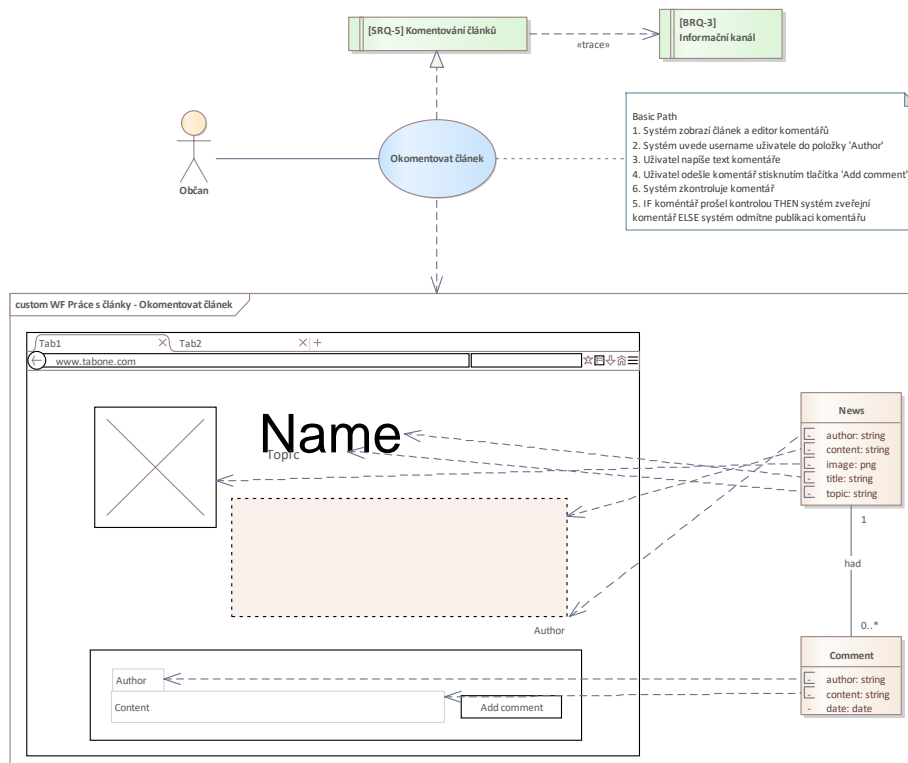 [SRQ-5] Komentování článků
«trace»
[BRQ-3]
Informační kanál
Občan
Okomentovat článek
Basic Path
1. Systém zobrazí článek a editor komentářů
2. Systém uvede username uživatele do položky 'Author'
3. Uživatel napíše text komentáře
4. Uživatel odešle komentář stisknutím tlačítka 'Add comment'
6. Systém zkontroluje komentář
5. IF koméntář prošel kontrolou THEN systém zveřejní
komentář ELSE systém odmítne publikaci komentářu
custom WF Práce s články - Okomentovat článek
Tab1
Tab2
www.tabone.com
Name
Topic
Author
Author
Content
Add comment
News
- author: string
- content: string
- image: png
- title: string
- topic: string
1
had
0..*
Comment
- author: string
- content: string
- date: date